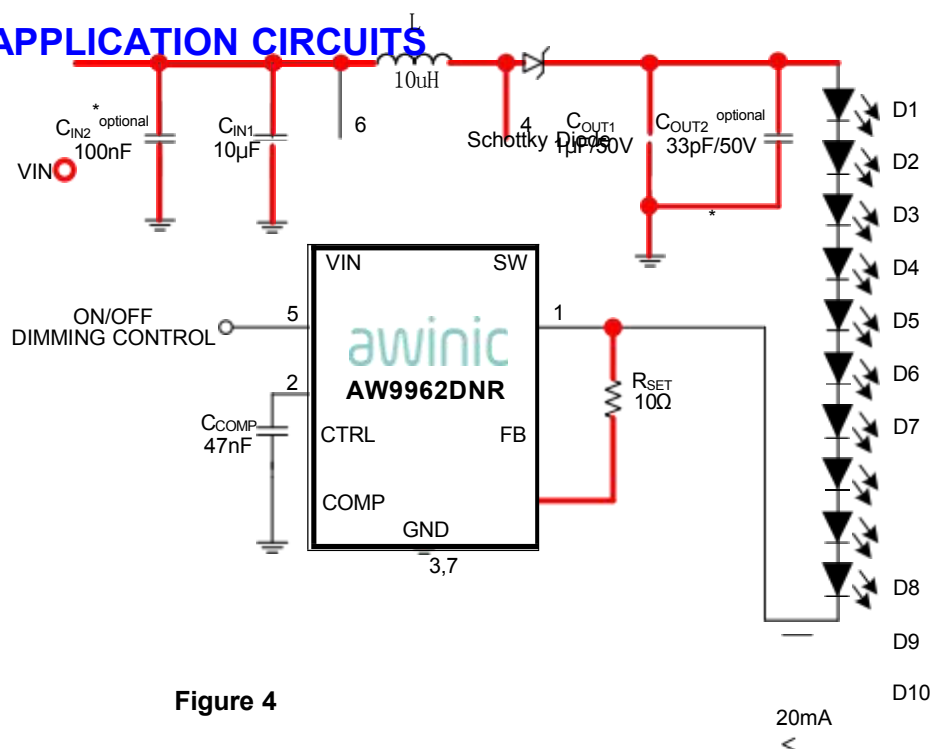 APPLICATION CIRCUITS
L
10uH
* optional
CIN2
100nF
CIN1
10µF
6
4
Schottky Diode
COUT1
1µF/50V
COUT2
optional
33pF/50V
*
VIN
D1
D2
D3
D4
D5
D6
D7
D8
D9
D10
VIN
SW
ON/OFF
DIMMING CONTROL
5
1
awinic
AW9962DNR
2
RSET
10Ω
CCOMP
47nF
CTRL
FB
COMP
GND
3,7
Figure 4
20mA